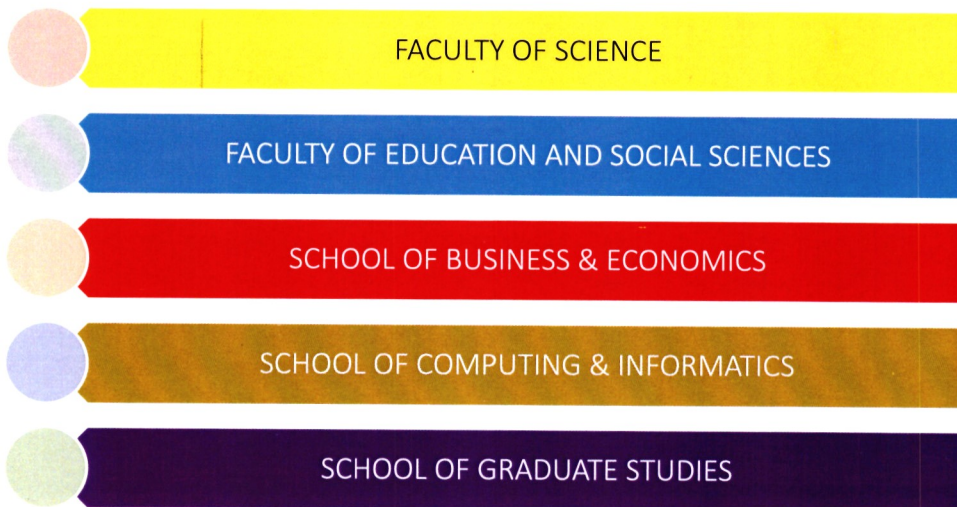 FACULTY OF SCIENCE
FACULTY OF EDUCATION AND SOCIAL SCIENCES
SCHOOL OF BUSINESS & ECONOMICS
SCHOOL OF COMPUTING & INFORMATICS
SCHOOL OF GRADUATE STUDIES